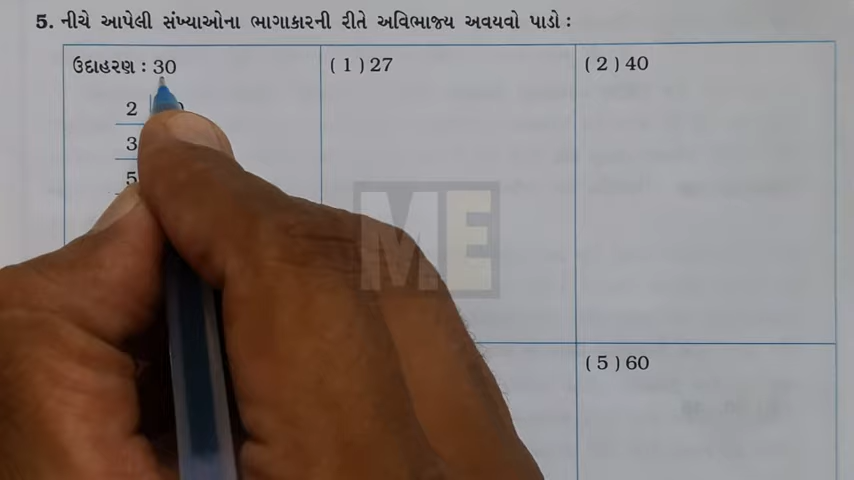 5. નીચે આપેલી સંખ્યાઓના ભાગાકારની રીતે અવિભાજ્ય અવયવો પાડો :
ઉદાહરણ : 30
2
3
5
( 1 ) 27
( 2 ) 40
ME
( 5 ) 60